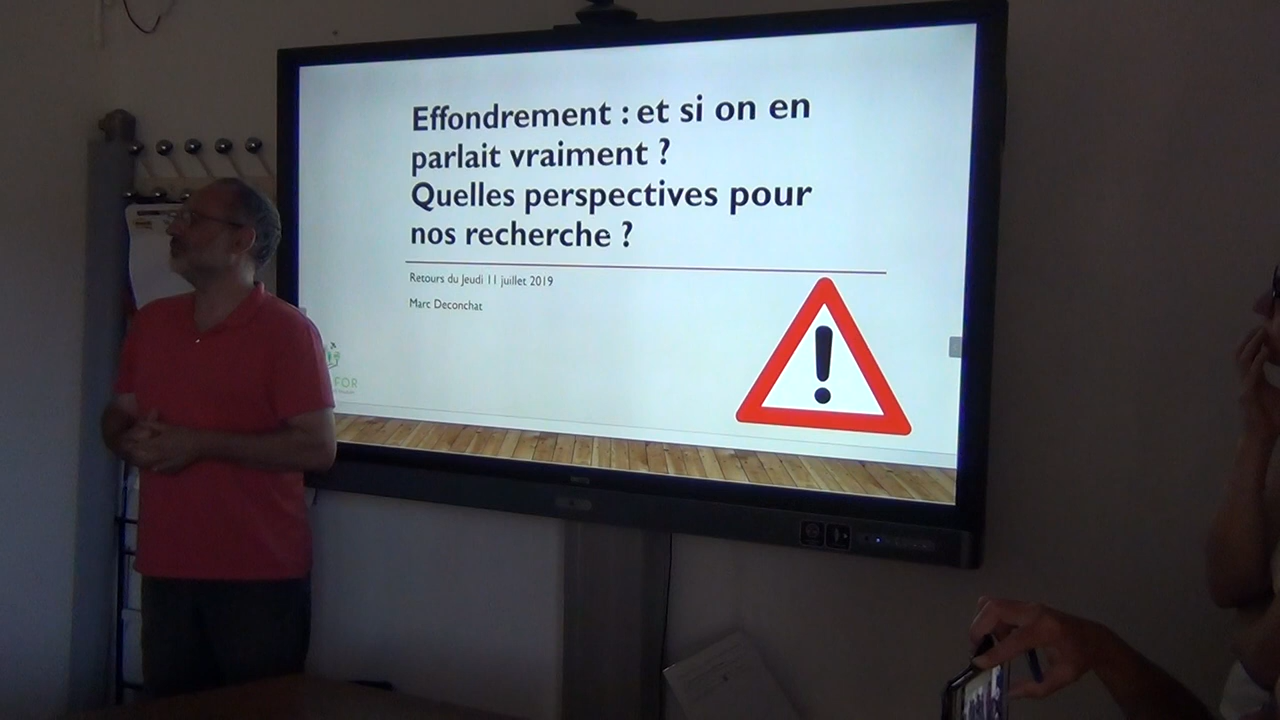 Effondrement : et si on en
parlait vraiment ?
Quelles perspectives pour
nos recherche ?
Retours du Jeudi 11 juillet 2019
Marc Deconchat
FOR